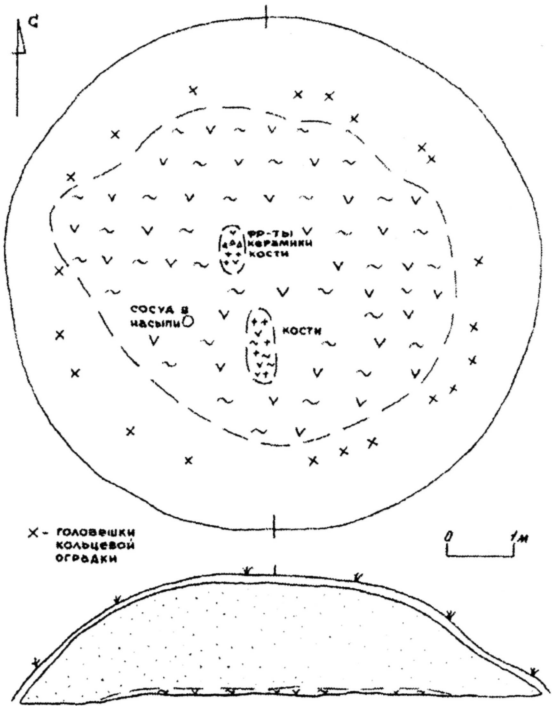 С
ФР-ТЫ
КЕРАМИКИ
КОСТИ
СОСУД В
НАСЫПИ
КОСТИ
× - ГОЛОВЕШКИ
КОЛЬЦЕВОЙ
ОГРАДКИ
0 1м